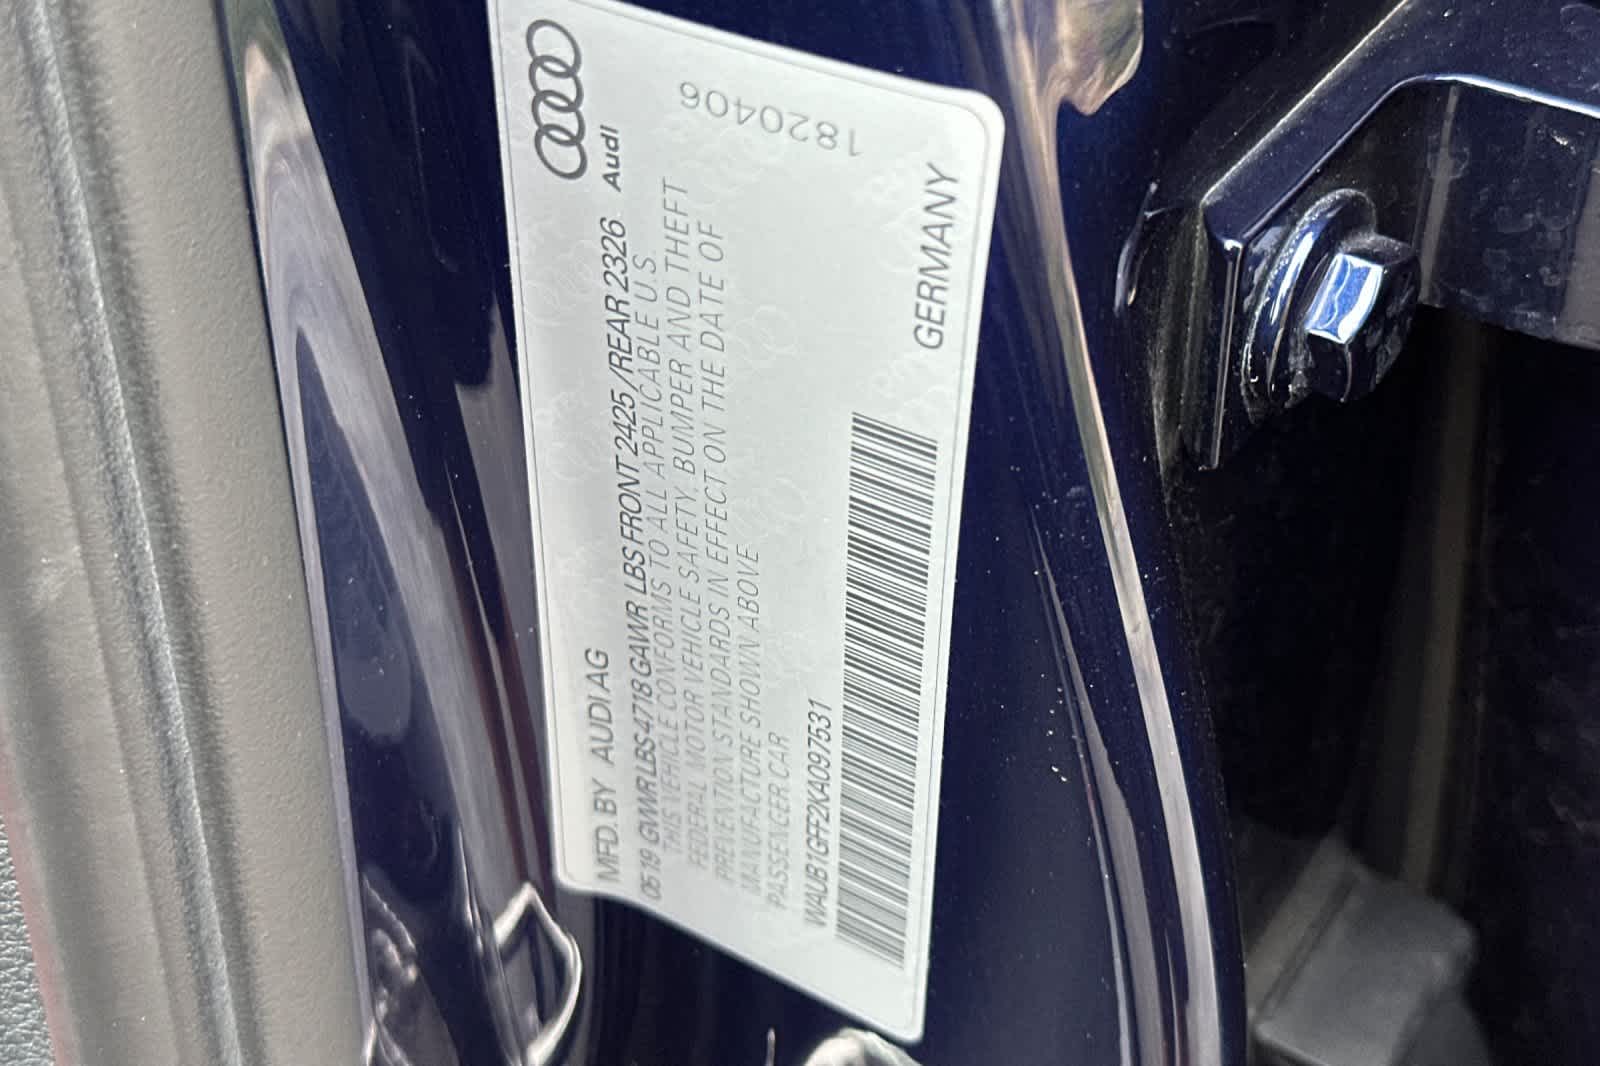 Audi
1820406
MFD. BY AUDI AG
0519 GVWR LBS 4718 GAWR LBS FRONT 2425 / REAR 2326
THIS VEHICLE CONFORMS TO ALL APPLICABLE U.S.
FEDERAL MOTOR VEHICLE SAFETY, BUMPER AND THEFT
PREVENTION STANDARDS IN EFFECT ON THE DATE OF
MANUFACTURE SHOWN ABOVE
PASSENGER CAR
WAUB1GFF2KA097531
GERMANY